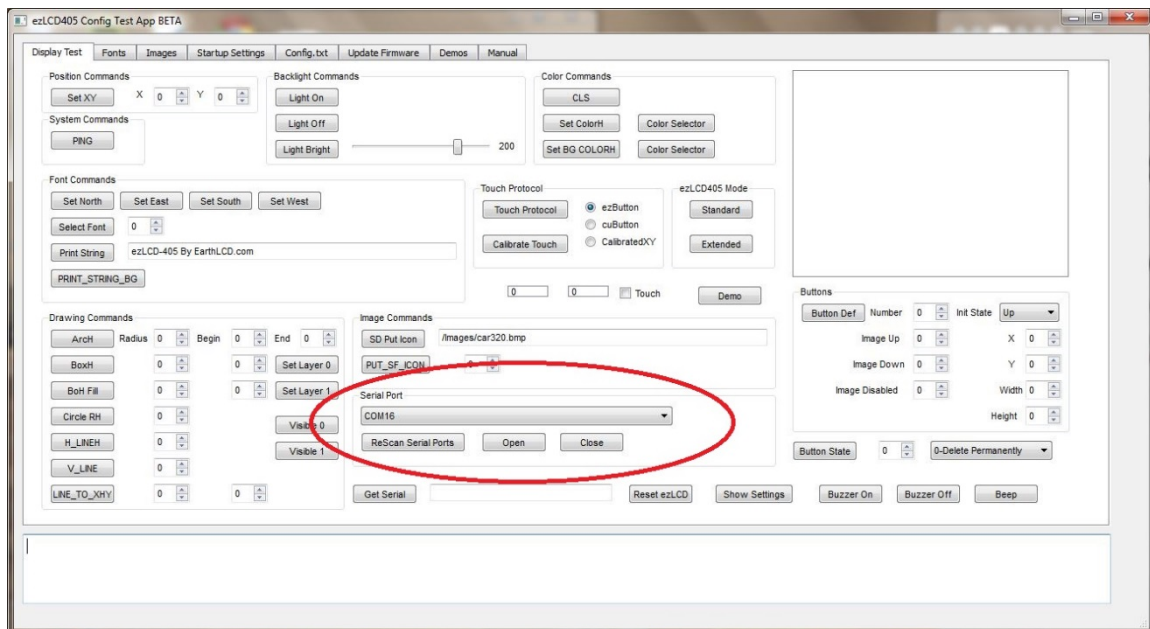 ezLCD405 Config Test App BETA
Display Test Fonts Images Startup Settings Config.txt Update Firmware Demos Manual
Position Commands
Set XY X 0 Y 0
System Commands
PING
Backlight Commands
Light On
Light Off
Light Bright 200
Color Commands
CLS
Set ColorH Color Selector
Set BG COLORH Color Selector
Font Commands
Set North Set East Set South Set West
Select Font 0
Print String ezLCD-405 By EarthLCD.com
PRINT_STRING_BG
Touch Protocol
Touch Protocol ezButton
cuButton
Calibrate Touch CalibratedXY
ezLCD405 Mode
Standard
Extended
0 0 Touch Demo
Drawing Commands
ArcH Radius 0 Begin 0 End 0
BoxH 0 0 Set Layer 0
BoH Fill 0 0 Set Layer 1
Circle RH 0 Visible 0
H_LINEH 0 Visible 1
V_LINE 0
LINE_TO_XHY 0 0
Image Commands
SD Put Icon /Images/car320.bmp
PUT_SF_ICON
Serial Port
COM16
ReScan Serial Ports Open Close
Buttons
Button Def Number 0 Init State Up
Image Up 0 X 0
Image Down 0 Y 0
Image Disabled 0 Width 0
Height 0
Button State 0 0-Delete Permanently
Get Serial Reset ezLCD Show Settings Buzzer On Buzzer Off Beep